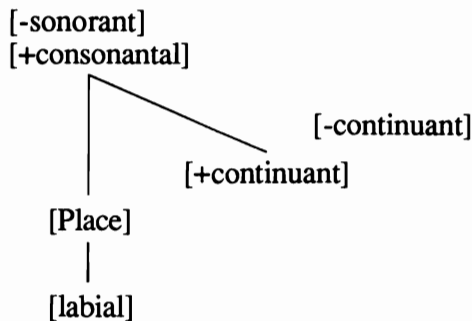 [-sonorant]
[+consonantal]
[-continuant]
[+continuant]
[Place]
[labial]